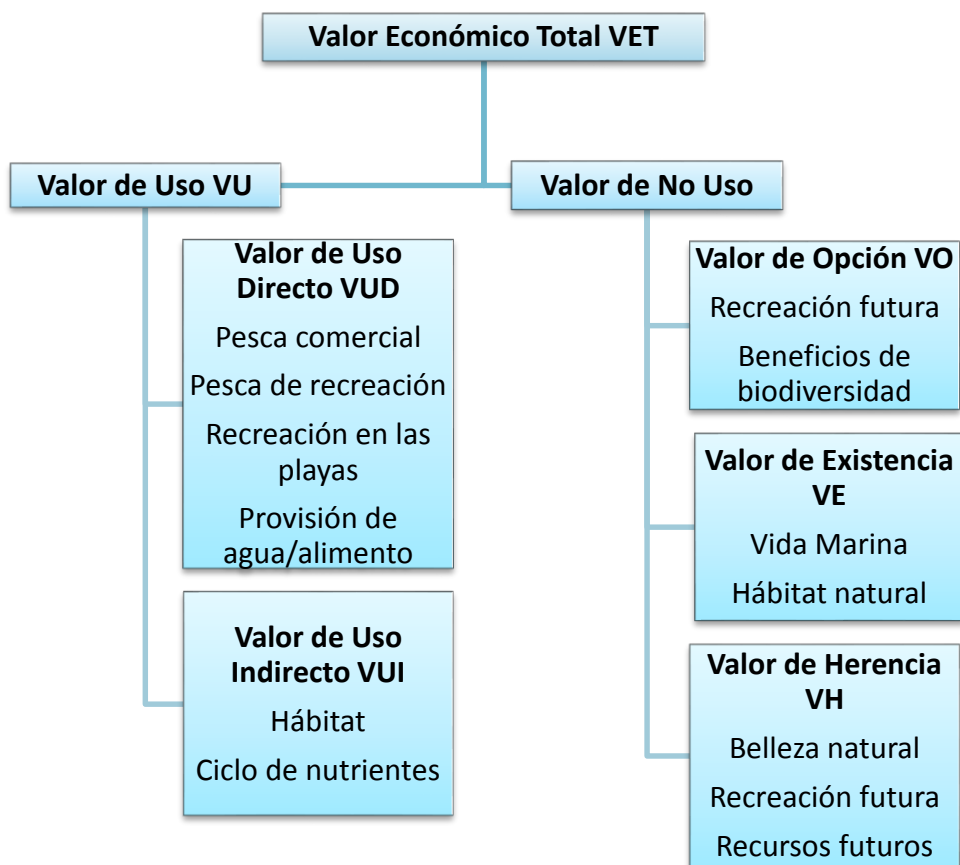 Valor Económico Total VET
Valor de Uso VU
Valor de No Uso
Valor de Uso
Directo VUD
Pesca comercial
Pesca de recreación
Recreación en las
playas
Provisión de
agua/alimento
Valor de Uso
Indirecto VUI
Hábitat
Ciclo de nutrientes
Valor de Opción VO
Recreación futura
Beneficios de
biodiversidad
Valor de Existencia
VE
Vida Marina
Hábitat natural
Valor de Herencia
VH
Belleza natural
Recreación futura
Recursos futuros